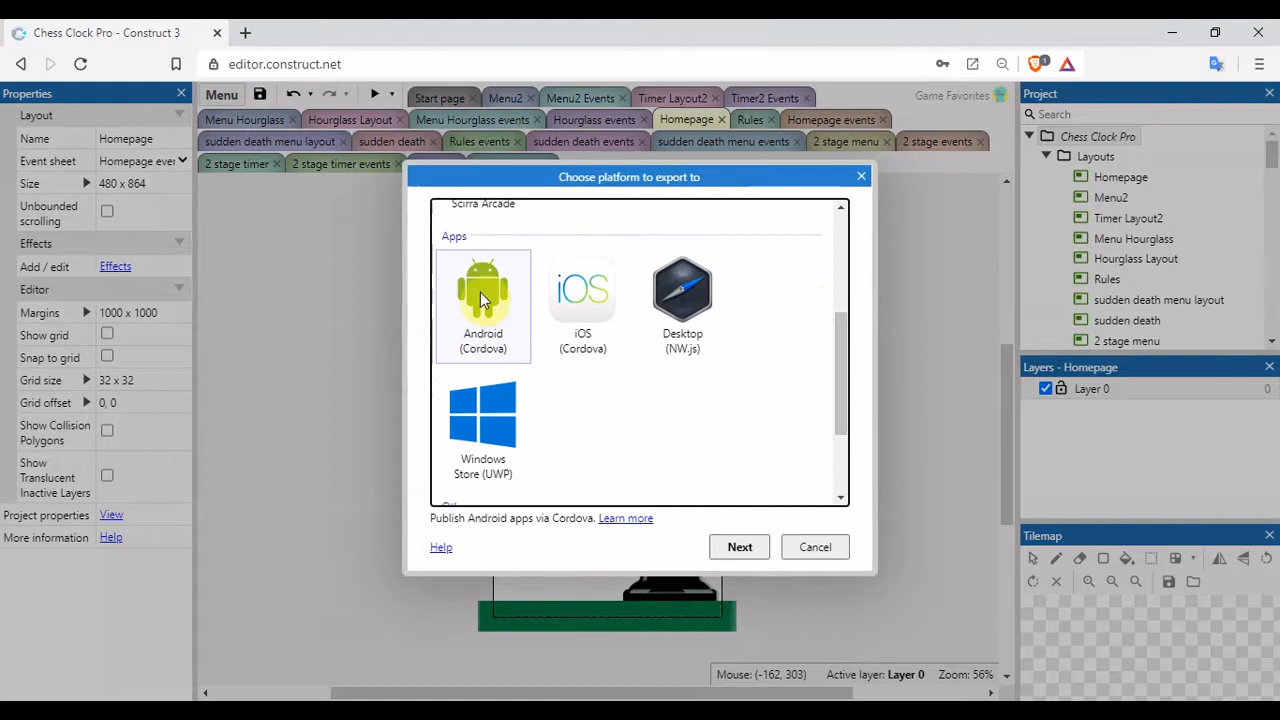 Chess Clock Pro - Construct 3
editor.construct.net
1
Properties
Layout
Name Homepage
Event sheet Homepage ever
Size 480 x 864
Unbounded
scrolling
Effects
Add / edit Effects
Editor
Margins 1000 x 1000
Show grid
Snap to grid
Grid size 32 x 32
Grid offset 0, 0
Show Collision
Polygons
Show
Translucent
Inactive Layers
Project properties View
More information Help
Menu
Start page Menu2 Menu2 Events Timer Layout2 Timer2 Events
Game Favorites
Menu Hourglass Hourglass Layout Menu Hourglass events Hourglass events Homepage Rules Homepage events
sudden death menu layout sudden death Rules events sudden death events sudden death menu events 2 stage menu 2 stage events
2 stage timer 2 stage timer events
Choose platform to export to
Scirra Arcade
Apps
Android
(Cordova)
iOS
iOS
(Cordova)
Desktop
(NW.js)
Windows
Store (UWP)
Publish Android apps via Cordova. Learn more
Help
Next
Cancel
Mouse: (-162, 303) Active layer: Layer 0 Zoom: 56%
Project
Search
Chess Clock Pro
Layouts
Homepage
Menu2
Timer Layout2
Menu Hourglass
Hourglass Layout
Rules
sudden death menu layout
sudden death
2 stage menu
Layers - Homepage
Layer 0 0
Tilemap